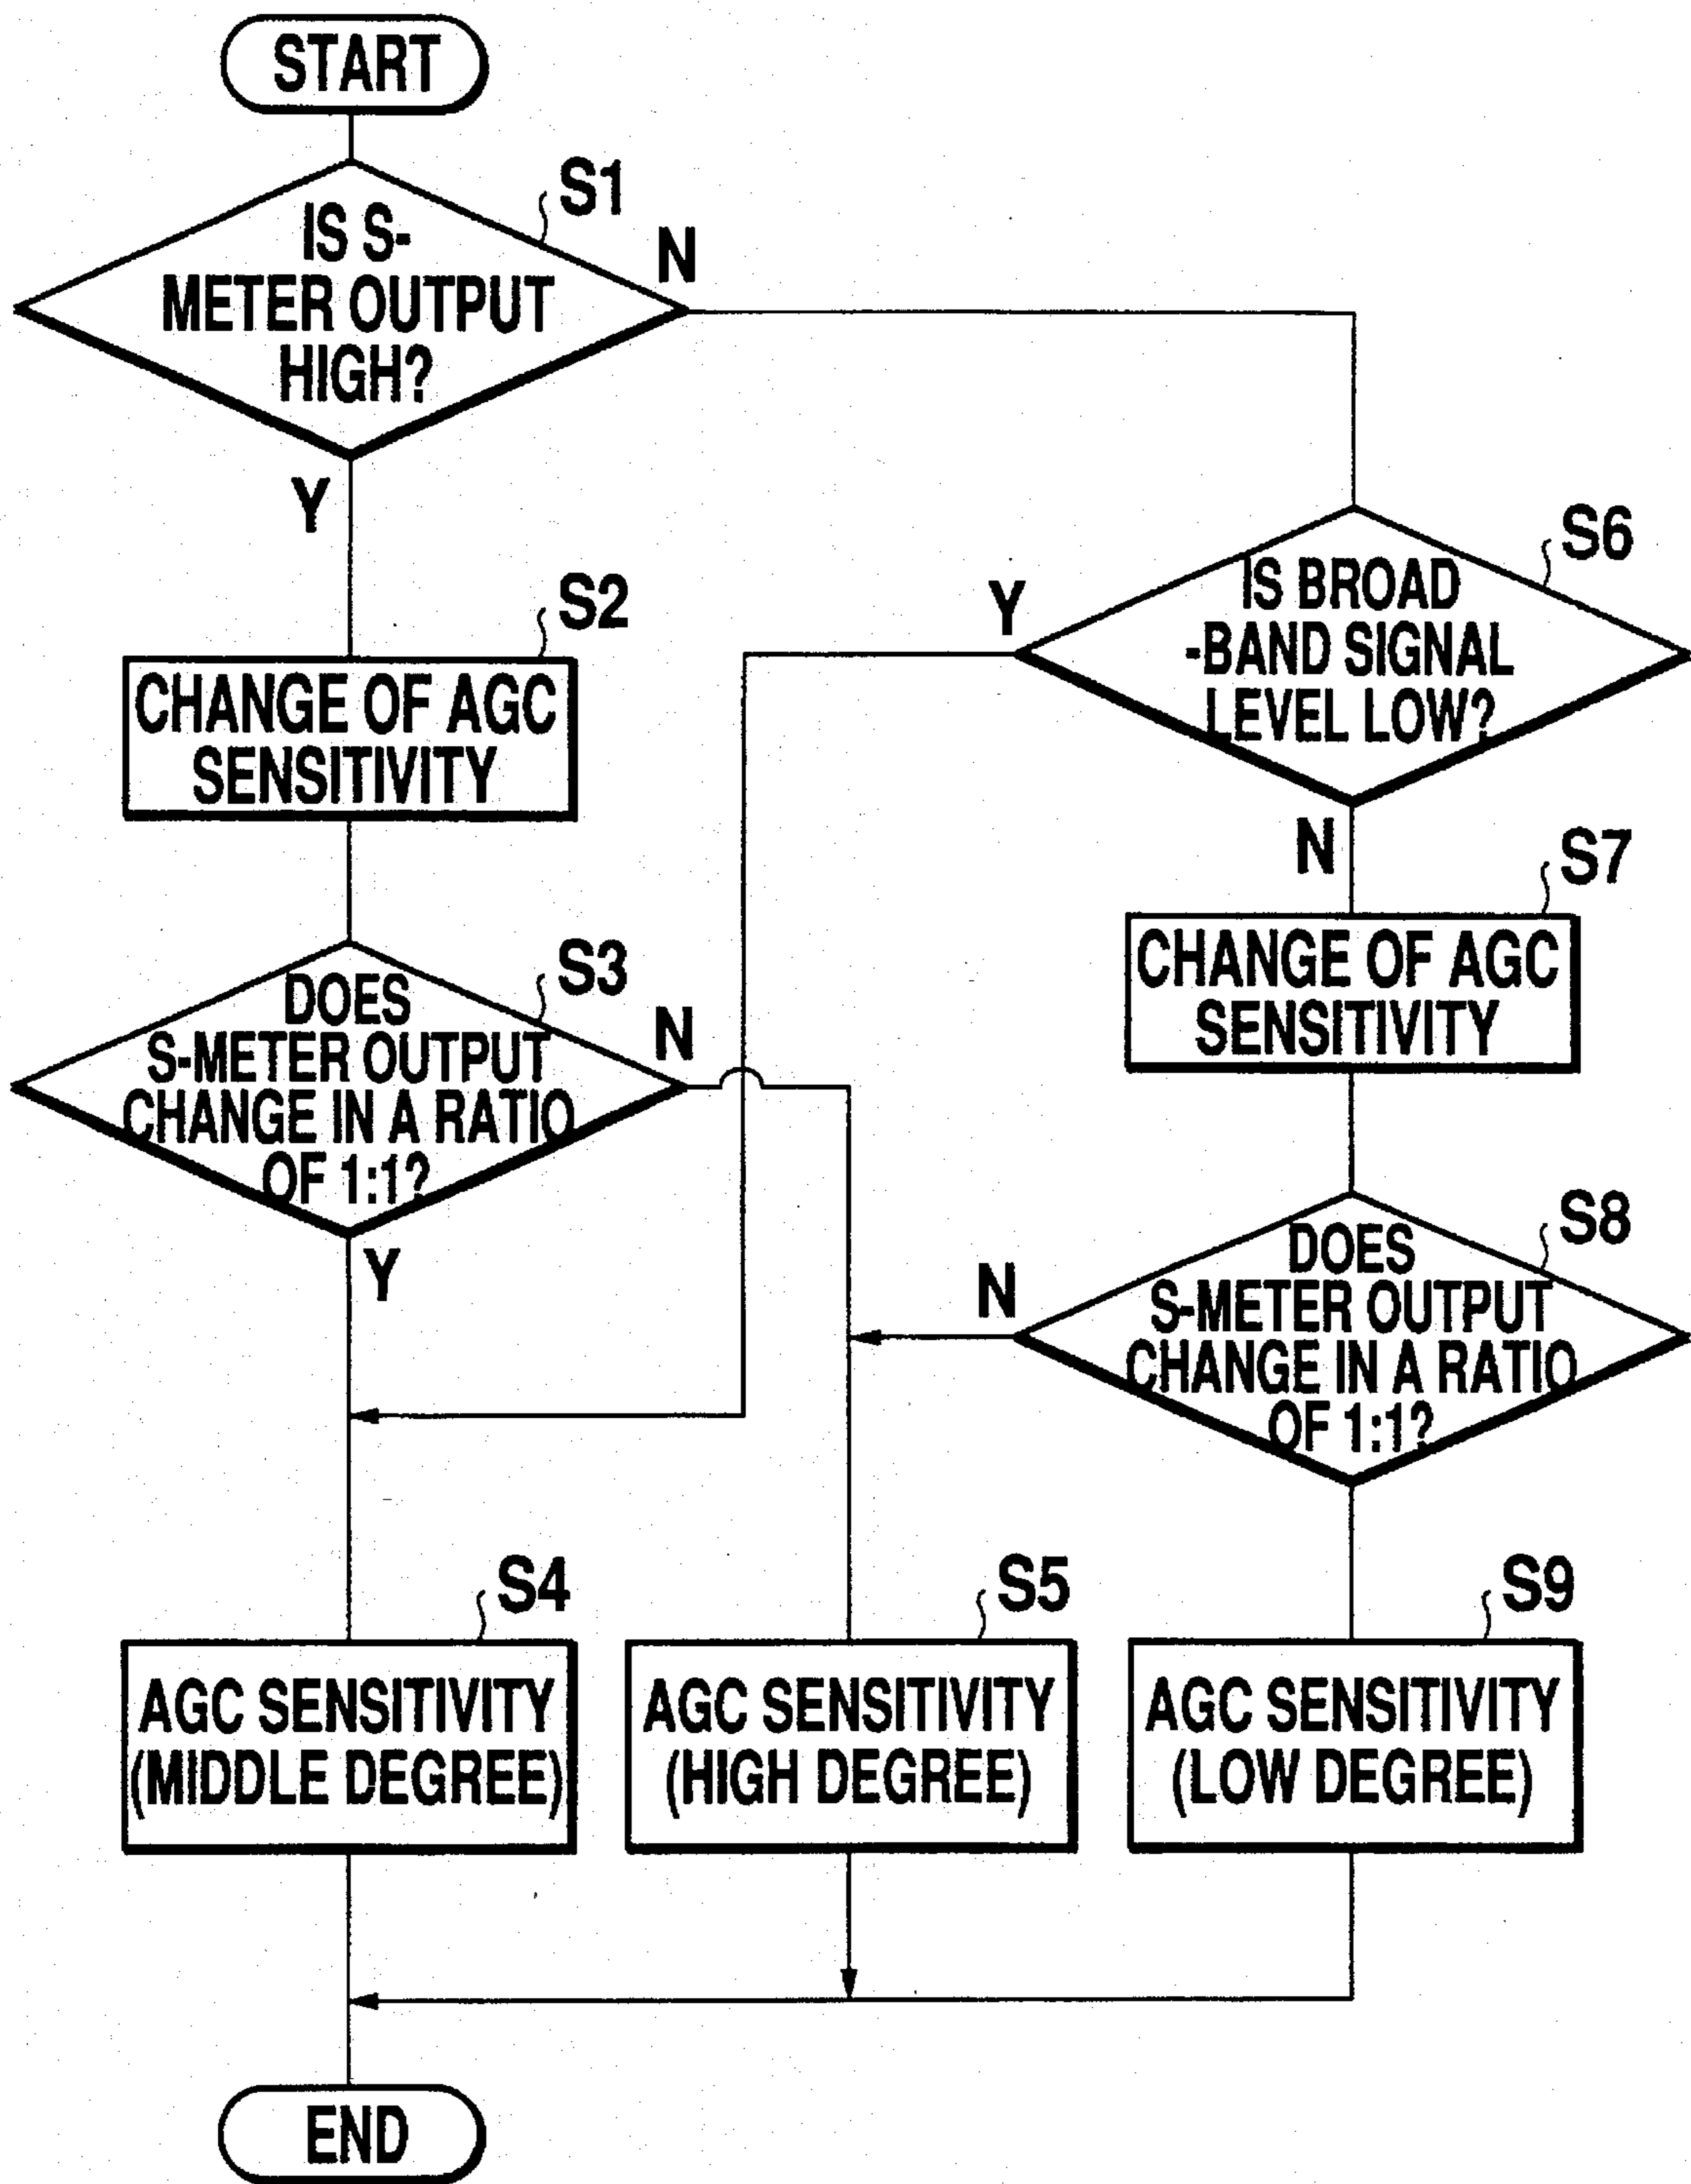 START
S1
IS S-
METER OUTPUT
HIGH?
N
Y
S2
CHANGE OF AGC
SENSITIVITY
S3
DOES
S-METER OUTPUT
CHANGE IN A RATIO
OF 1:1?
N
Y
S6
IS BROAD
-BAND SIGNAL
LEVEL LOW?
Y
N
S7
CHANGE OF AGC
SENSITIVITY
S8
DOES
S-METER OUTPUT
CHANGE IN A RATIO
OF 1:1?
N
S4
AGC SENSITIVITY
(MIDDLE DEGREE)
S5
AGC SENSITIVITY
(HIGH DEGREE)
S9
AGC SENSITIVITY
(LOW DEGREE)
END